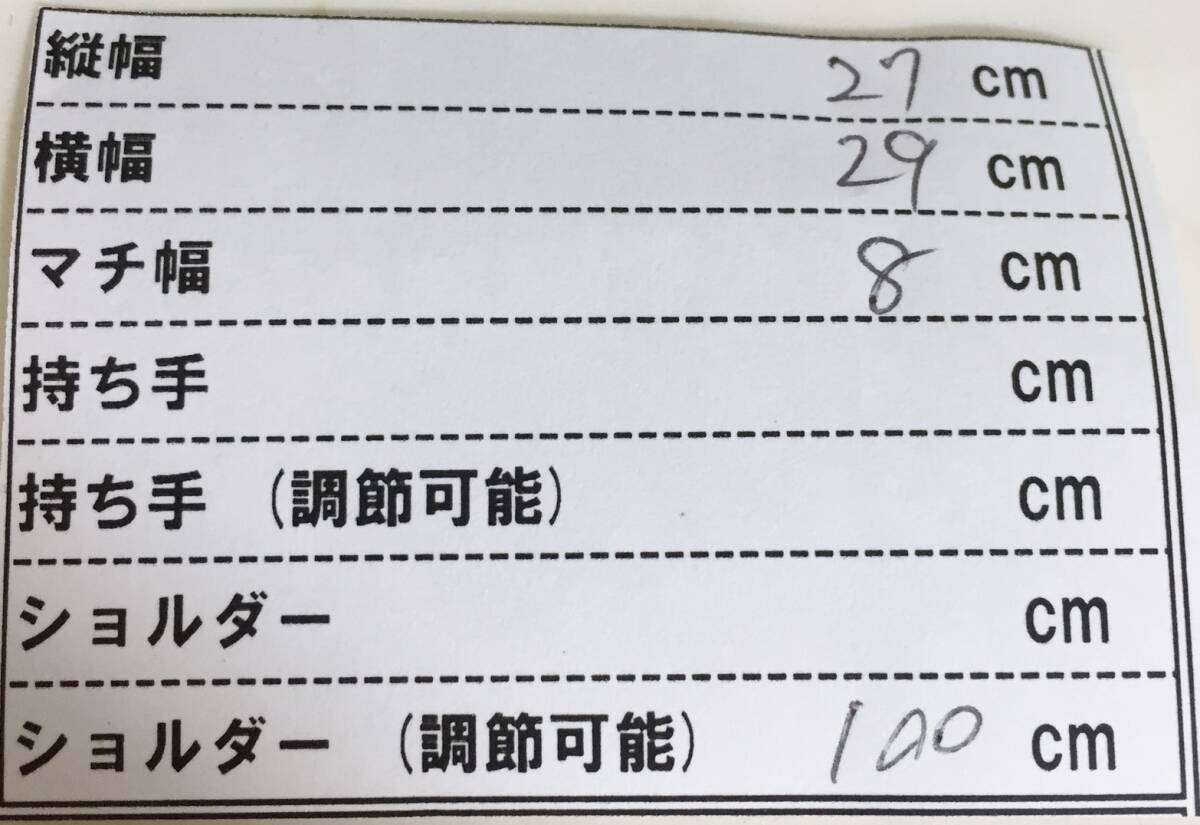 縦幅 27 cm
横幅 29 cm
マチ幅 8 cm
持ち手 cm
持ち手 (調節可能) cm
ショルダー cm
ショルダー (調節可能) 100 cm